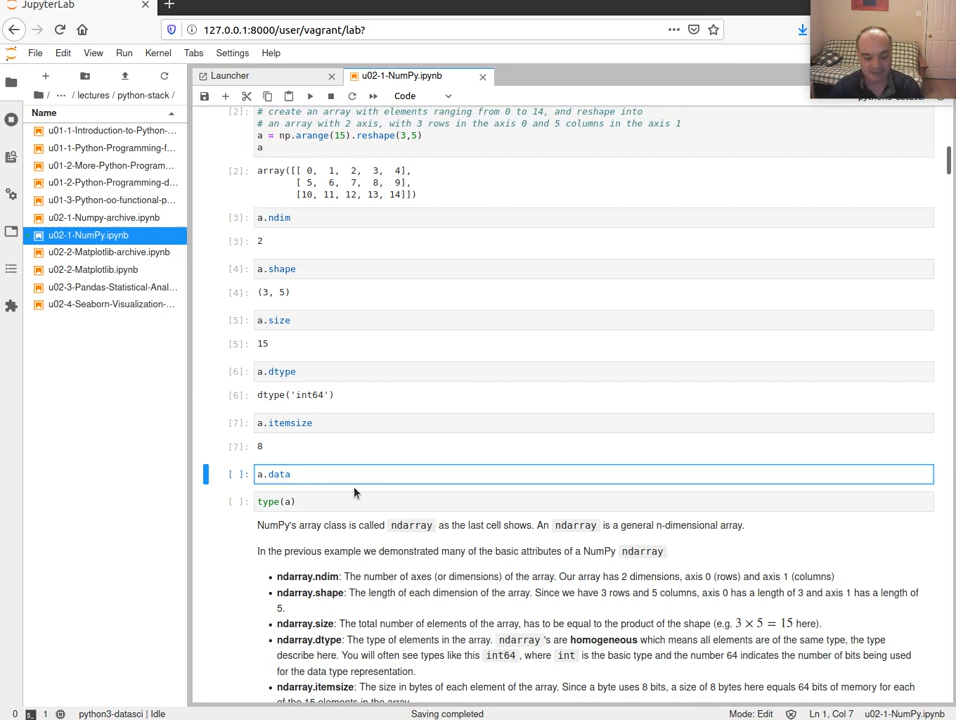 JupyterLab
127.0.0.1:8000/user/vagrant/lab?
File Edit View Run Kernel Tabs Settings Help
Launcher
u02-1-NumPy.ipynb
Code
/ ··· / lectures / python-stack /
Name
u01-1-Introduction-to-Python-...
u01-1-Python-Programming-f...
u01-2-More-Python-Program...
u01-2-Python-Programming-d...
u01-3-Python-oo-functional-p...
u02-1-Numpy-archive.ipynb
u02-1-NumPy.ipynb
u02-2-Matplotlib-archive.ipynb
u02-2-Matplotlib.ipynb
u02-3-Pandas-Statistical-Anal...
u02-4-Seaborn-Visualization-...
[2]: # create an array with elements ranging from 0 to 14, and reshape into
# an array with 2 axis, with 3 rows in the axis 0 and 5 columns in the axis 1
a = np.arange(15).reshape(3,5)
a
[2]: array([[ 0, 1, 2, 3, 4],
[ 5, 6, 7, 8, 9],
[10, 11, 12, 13, 14]])
[3]: a.ndim
[3]: 2
[4]: a.shape
[4]: (3, 5)
[5]: a.size
[5]: 15
[6]: a.dtype
[6]: dtype('int64')
[7]: a.itemsize
[7]: 8
[ ]: a.data
[ ]: type(a)
NumPy's array class is called ndarray as the last cell shows. An ndarray is a general n-dimensional array.
In the previous example we demonstrated many of the basic attributes of a NumPy ndarray
• ndarray.ndim: The number of axes (or dimensions) of the array. Our array has 2 dimensions, axis 0 (rows) and axis 1 (columns)
• ndarray.shape: The length of each dimension of the array. Since we have 3 rows and 5 columns, axis 0 has a length of 3 and axis 1 has a length of
5.
• ndarray.size: The total number of elements of the array, has to be equal to the product of the shape (e.g. 3 × 5 = 15 here).
• ndarray.dtype: The type of elements in the array. ndarray 's are homogeneous which means all elements are of the same type, the type
describe here. You will often see types like this int64 , where int is the basic type and the number 64 indicates the number of bits being used
for the data type representation.
• ndarray.itemsize: The size in bytes of each element of the array. Since a byte uses 8 bits, a size of 8 bytes here equals 64 bits of memory for each
of the 15 elements in the array.
0 1 python3-datasci | Idle Saving completed Mode: Edit Ln 1, Col 7 u02-1-NumPy.ipynb